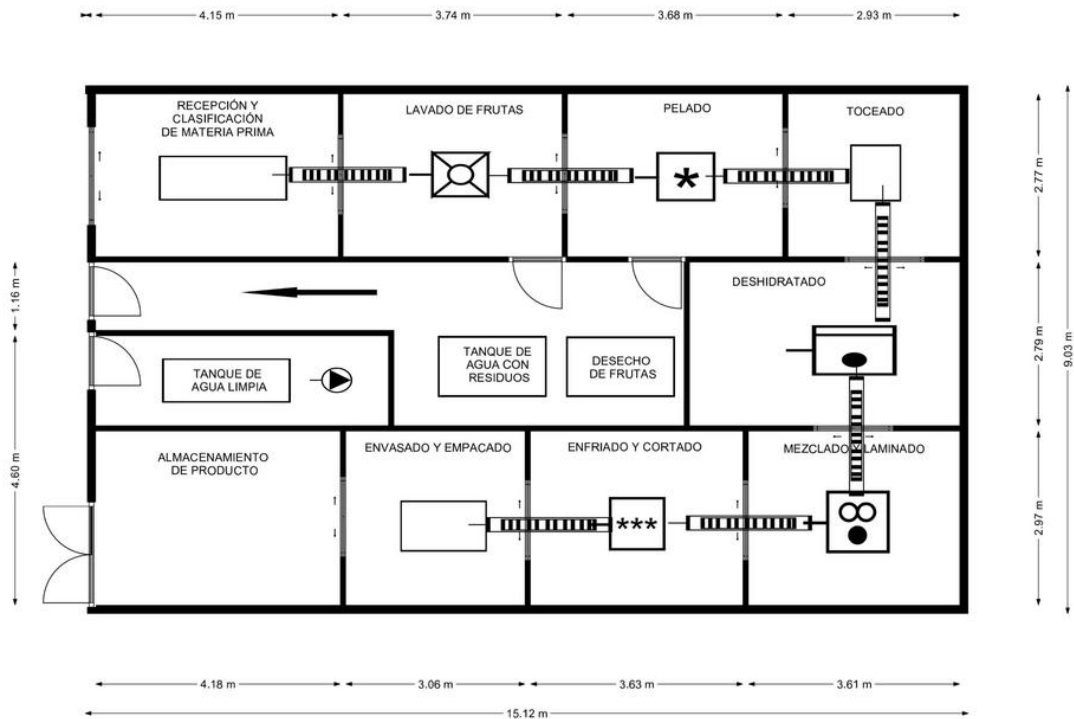 4.15 m
3.74 m
3.68 m
2.93 m
RECEPCIÓN Y
CLASIFICACIÓN
DE MATERIA PRIMA
LAVADO DE FRUTAS
PELADO
TOCEADO
*
2.77 m
1.16 m
DESHIDRATADO
TANQUE DE
AGUA CON
RESIDUOS
DESECHO
DE FRUTAS
TANQUE DE
AGUA LIMPIA
2.79 m
9.03 m
4.60 m
ALMACENAMIENTO
DE PRODUCTO
ENVASADO Y EMPACADO
ENFRIADO Y CORTADO
MEZCLADO Y LAMINADO
***
2.97 m
4.18 m
3.06 m
3.63 m
3.61 m
15.12 m